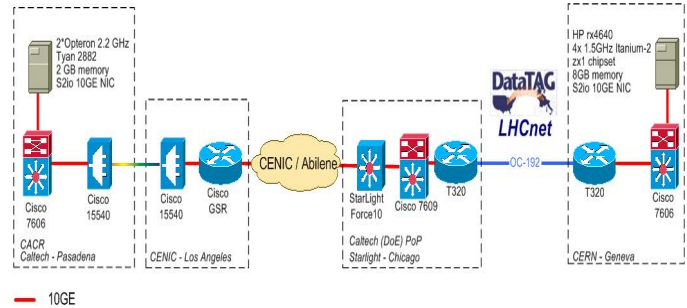 2*Opteron 2.2 GHz
Tyan 2882
2 GB memory
S2io 10GE NIC
Cisco
7606
Cisco
15540
CACR
Caltech - Pasadena
Cisco
15540
Cisco
GSR
CENIC - Los Angeles
CENIC / Abilene
StarLight
Force10
Cisco 7609
T320
Caltech (DoE) PoP
Starlight - Chicago
DataTAG
LHCnet
OC-192
HP rx4640
4x 1.5GHz Itanium-2
zx1 chipset
8GB memory
S2io 10GE NIC
T320
Cisco
7606
CERN - Geneva
10GE